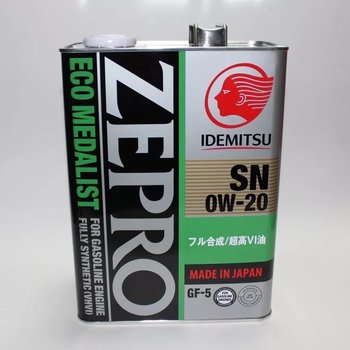 ZEPRO
ECO MEDALIST
FOR GASOLINE ENGINE
FULLY SYNTHETIC (VHVI)
IDEMITSU
SN
0W-20
フル合成/超高VI油
MADE IN JAPAN
GF-5